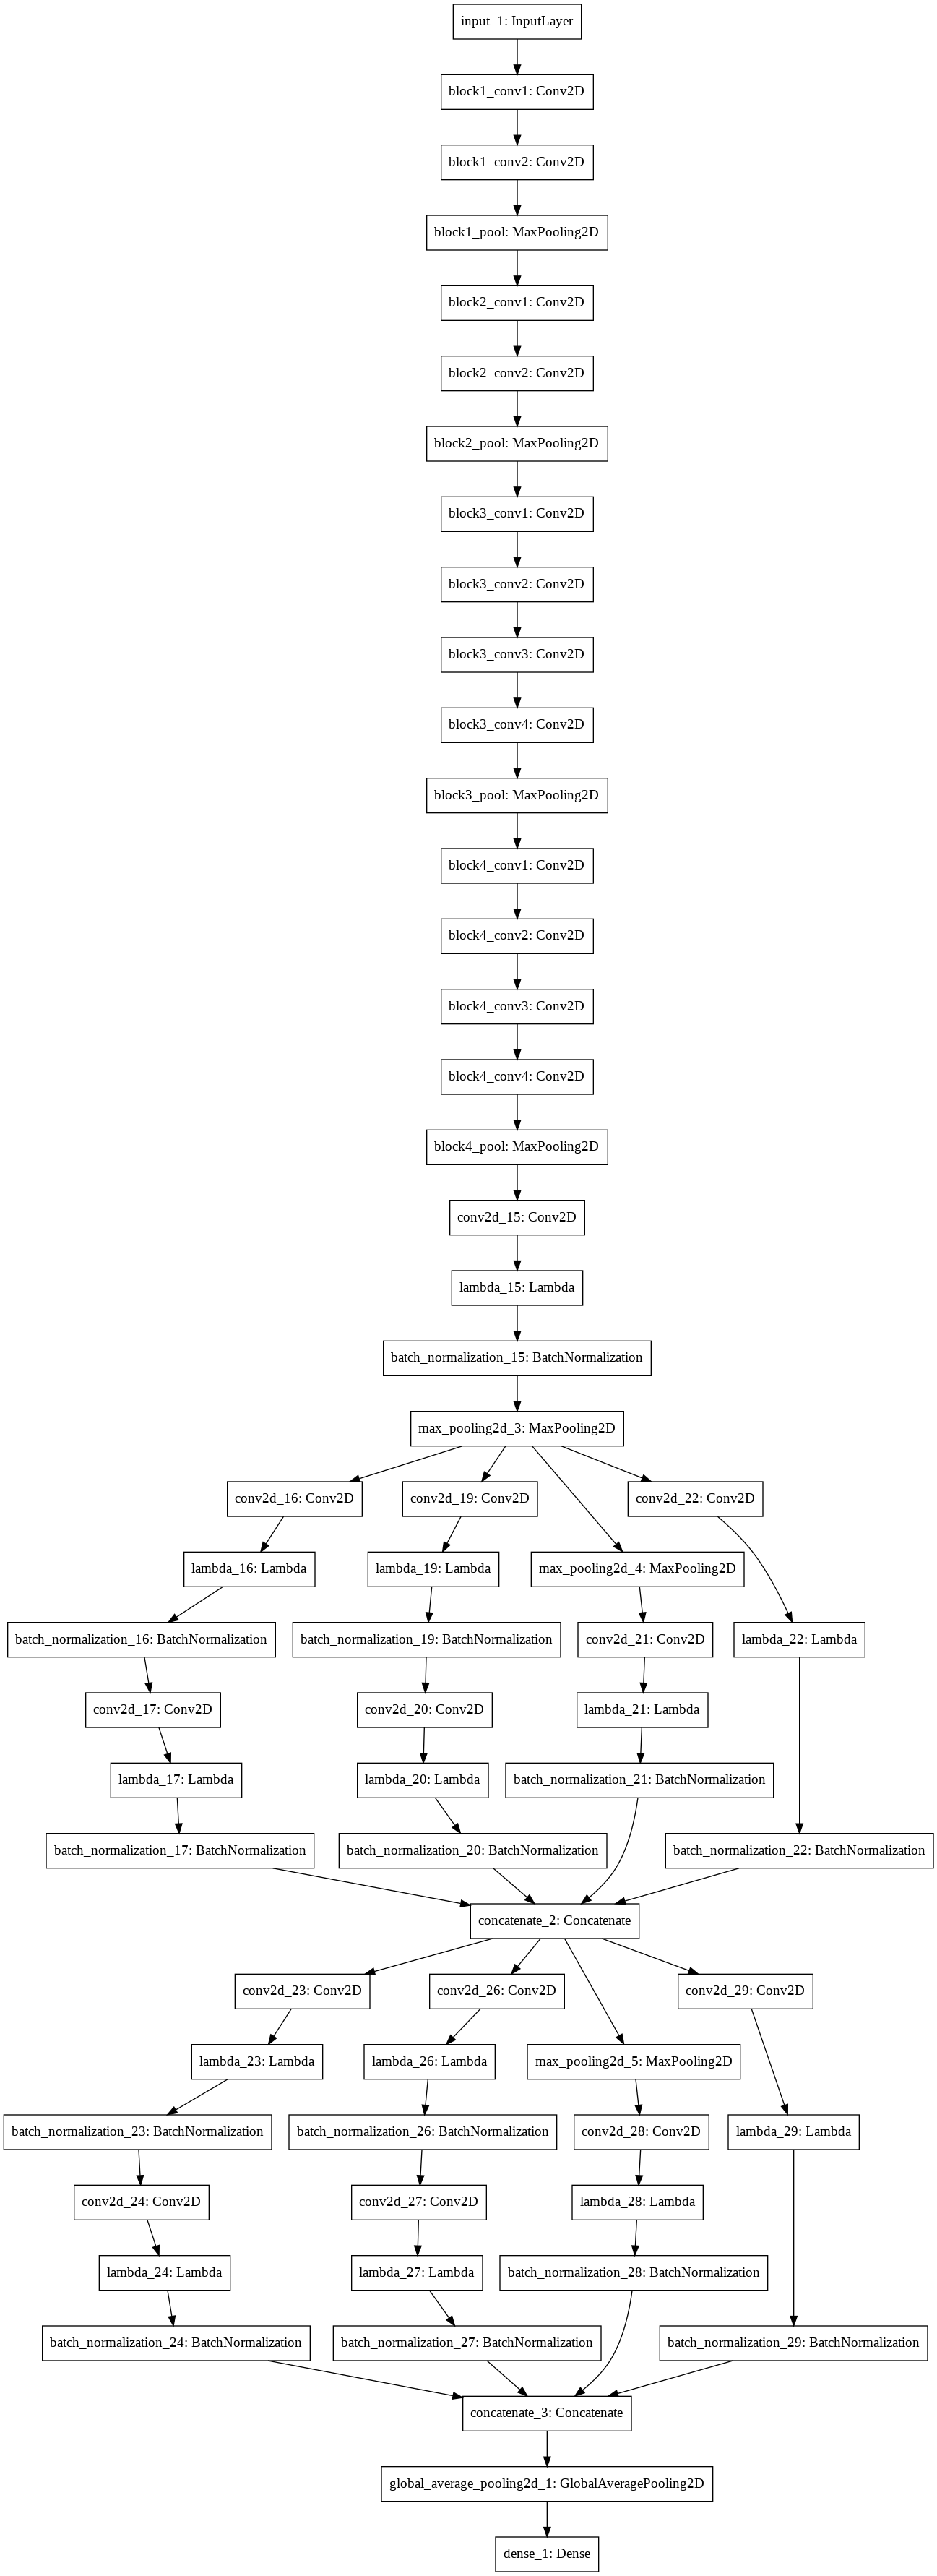 input_1: InputLayer
block1_conv1: Conv2D
block1_conv2: Conv2D
block1_pool: MaxPooling2D
block2_conv1: Conv2D
block2_conv2: Conv2D
block2_pool: MaxPooling2D
block3_conv1: Conv2D
block3_conv2: Conv2D
block3_conv3: Conv2D
block3_conv4: Conv2D
block3_pool: MaxPooling2D
block4_conv1: Conv2D
block4_conv2: Conv2D
block4_conv3: Conv2D
block4_conv4: Conv2D
block4_pool: MaxPooling2D
conv2d_15: Conv2D
lambda_15: Lambda
batch_normalization_15: BatchNormalization
max_pooling2d_3: MaxPooling2D
conv2d_16: Conv2D
conv2d_19: Conv2D
conv2d_22: Conv2D
lambda_16: Lambda
lambda_19: Lambda
max_pooling2d_4: MaxPooling2D
batch_normalization_16: BatchNormalization
batch_normalization_19: BatchNormalization
conv2d_21: Conv2D
lambda_22: Lambda
conv2d_17: Conv2D
conv2d_20: Conv2D
lambda_21: Lambda
lambda_17: Lambda
lambda_20: Lambda
batch_normalization_21: BatchNormalization
batch_normalization_17: BatchNormalization
batch_normalization_20: BatchNormalization
batch_normalization_22: BatchNormalization
concatenate_2: Concatenate
conv2d_23: Conv2D
conv2d_26: Conv2D
conv2d_29: Conv2D
lambda_23: Lambda
lambda_26: Lambda
max_pooling2d_5: MaxPooling2D
batch_normalization_23: BatchNormalization
batch_normalization_26: BatchNormalization
conv2d_28: Conv2D
lambda_29: Lambda
conv2d_24: Conv2D
conv2d_27: Conv2D
lambda_28: Lambda
lambda_24: Lambda
lambda_27: Lambda
batch_normalization_28: BatchNormalization
batch_normalization_24: BatchNormalization
batch_normalization_27: BatchNormalization
batch_normalization_29: BatchNormalization
concatenate_3: Concatenate
global_average_pooling2d_1: GlobalAveragePooling2D
dense_1: Dense